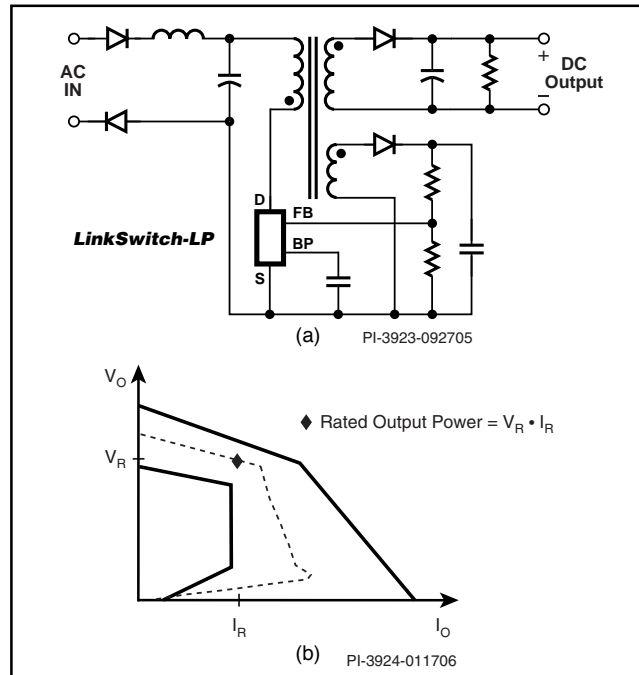 AC
IN
+
DC
Output
−
D
FB
LinkSwitch-LP
BP
S
(a)
PI-3923-092705
VO
◆ Rated Output Power = VR • IR
VR
IR
IO
(b)
PI-3924-011706